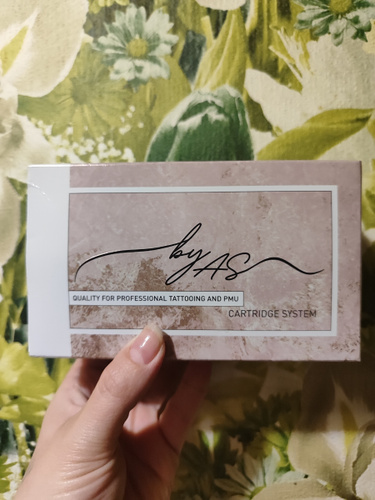 by AS
QUALITY FOR PROFESSIONAL TATTOOING AND PMU
CARTRIDGE SYSTEM